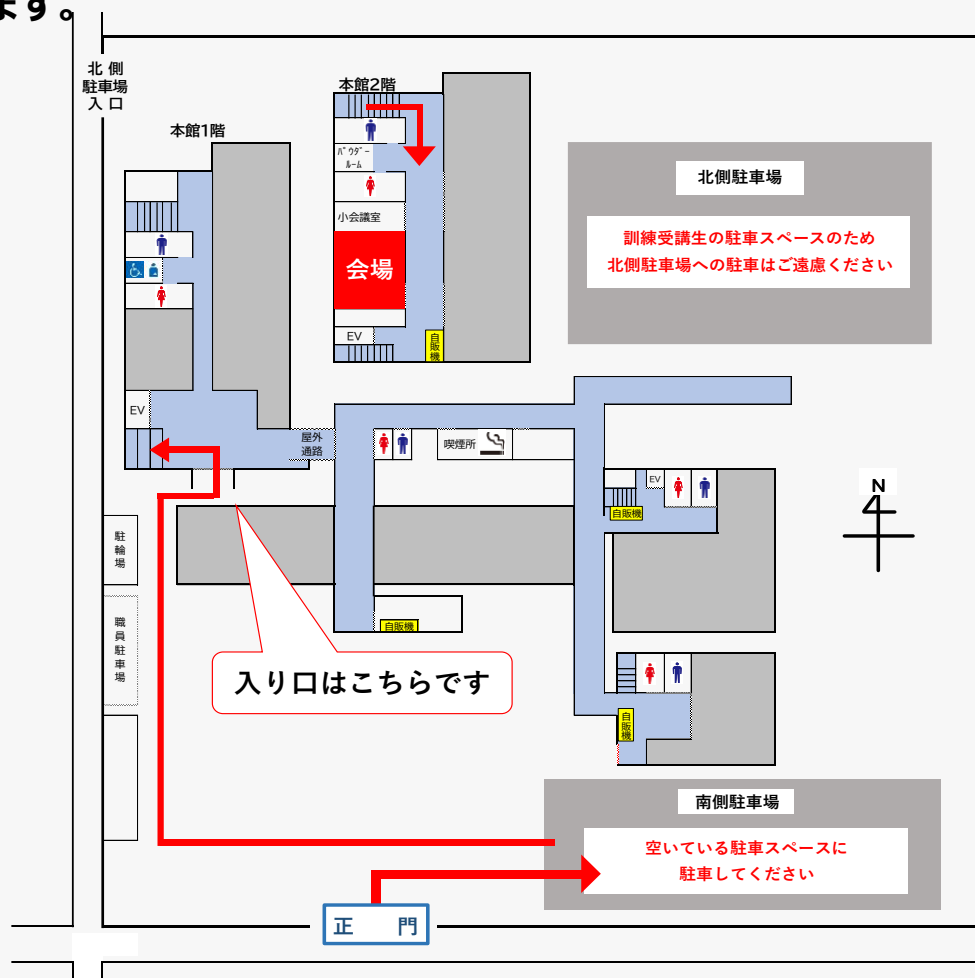 ます。
北 側
駐車場
入 口
本館1階
本館2階
パウダー
ルーム
小会議室
会場
EV
自販機
北側駐車場
訓練受講生の駐車スペースのため
北側駐車場への駐車はご遠慮ください
EV
屋外
通路
喫煙所
EV
自販機
N
駐輪場
職員駐車場
自販機
入り口はこちらです
自販機
南側駐車場
空いている駐車スペースに
駐車してください
正 門